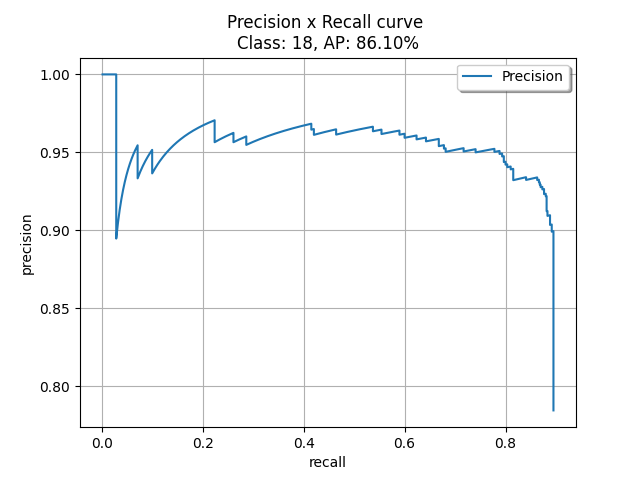 Precision x Recall curve
Class: 18, AP: 86.10%
Precision
1.00
0.95
0.90
0.85
0.80
precision
0.0 0.2 0.4 0.6 0.8
recall